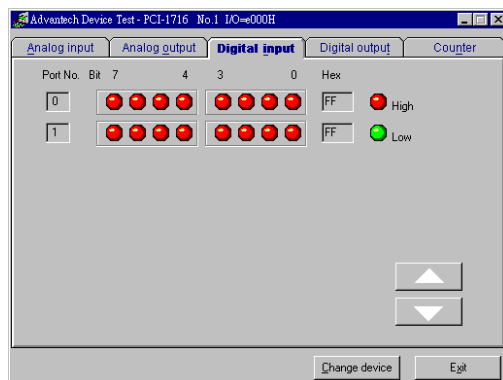 Advantech Device Test - PCI-1716 No.1 I/O=e000H
Analog input Analog output Digital input Digital output Counter
Port No. Bit 7 4 3 0 Hex
0 FF High
1 FF Low
Change device Exit